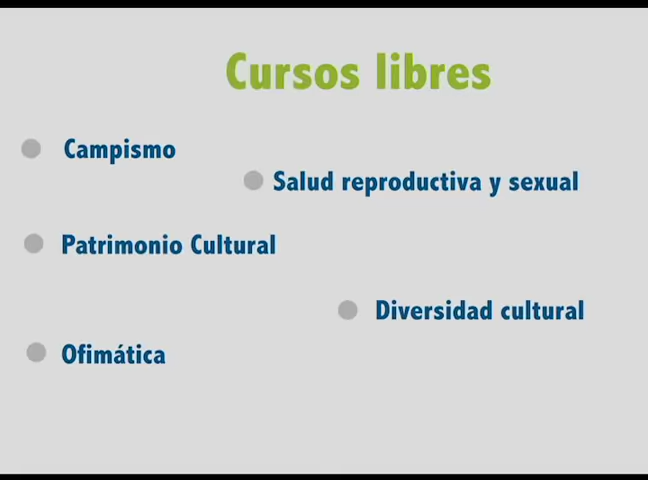 Cursos libres
Campismo
Salud reproductiva y sexual
Patrimonio Cultural
Diversidad cultural
Ofimática